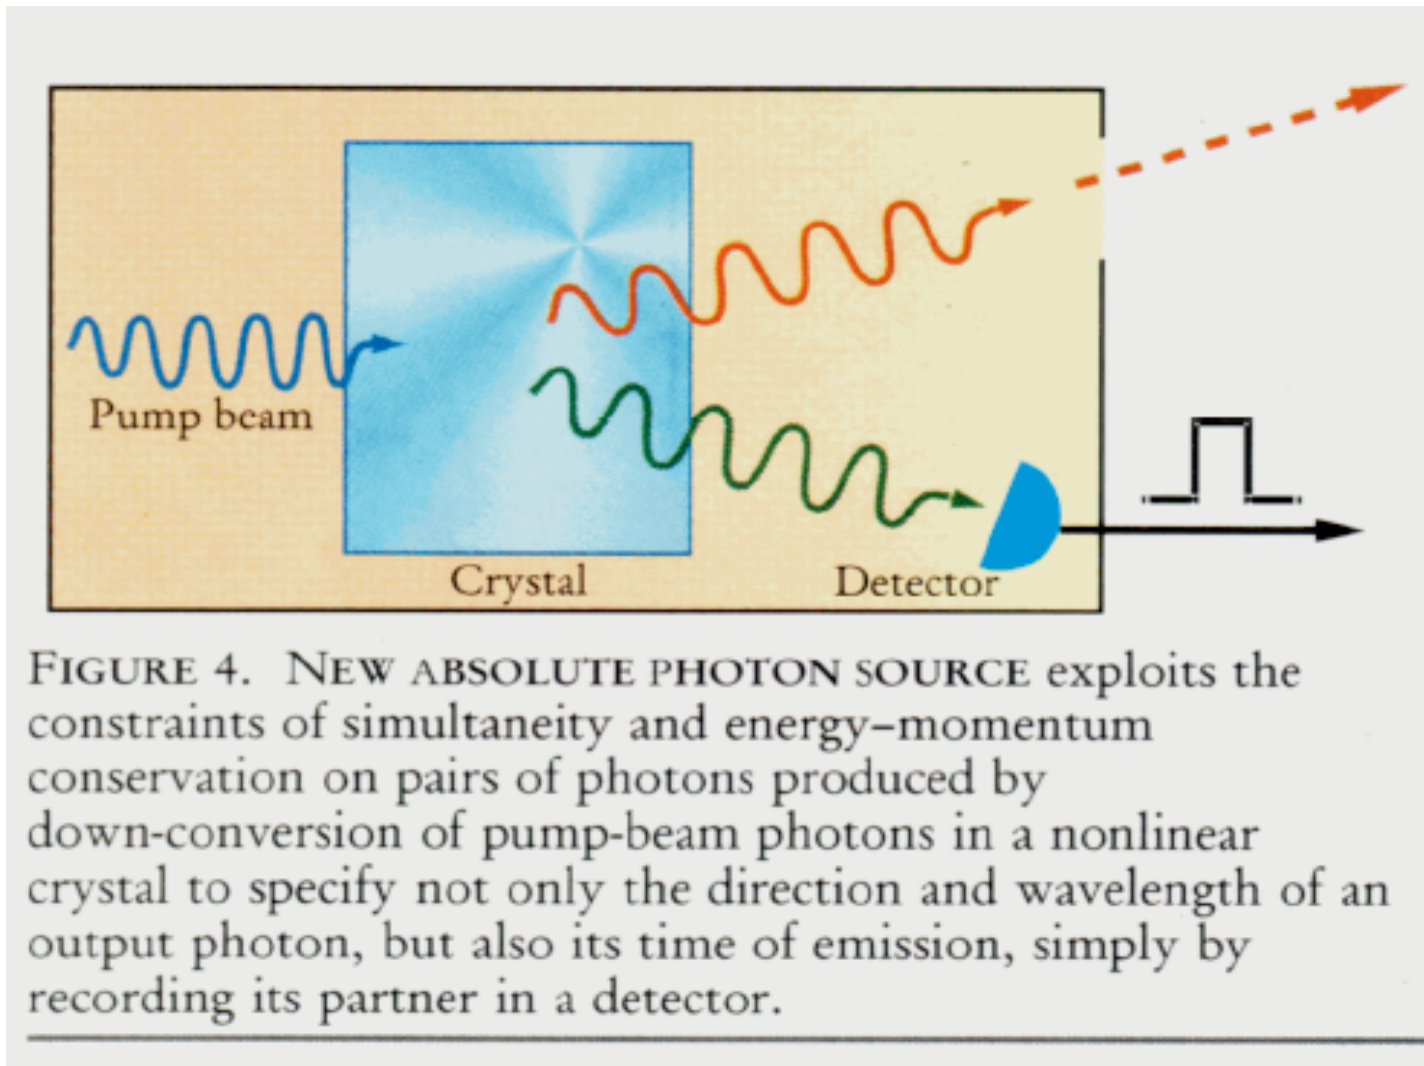 Pump beam
Crystal
Detector
FIGURE 4. NEW ABSOLUTE PHOTON SOURCE exploits the
constraints of simultaneity and energy–momentum
conservation on pairs of photons produced by
down-conversion of pump-beam photons in a nonlinear
crystal to specify not only the direction and wavelength of an
output photon, but also its time of emission, simply by
recording its partner in a detector.